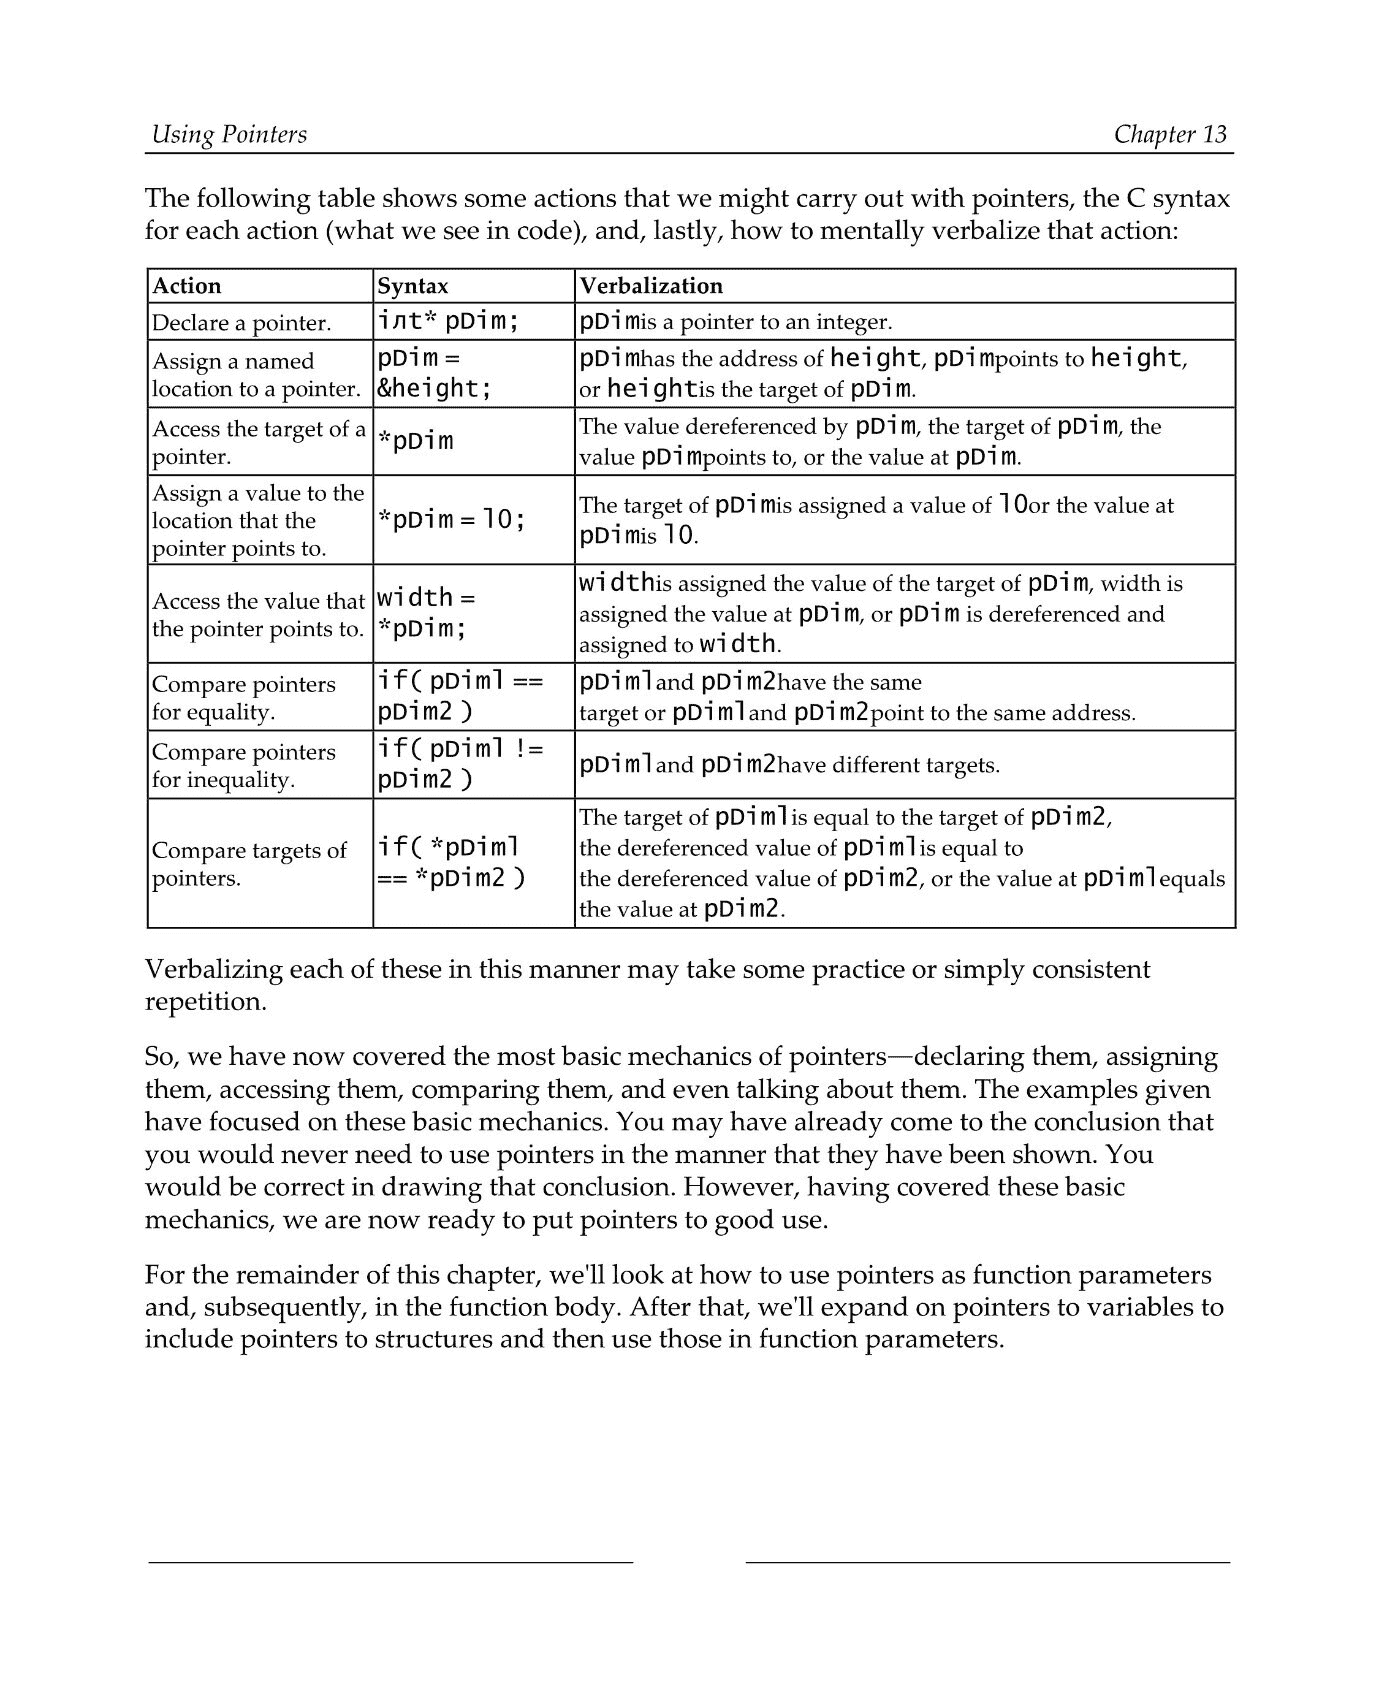 Using Pointers
Chapter 13
The following table shows some actions that we might carry out with pointers, the C syntax
for each action (what we see in code), and, lastly, how to mentally verbalize that action:
Action
Syntax
Verbalization
Declare a pointer.
iлt* pDim;
pDimis a pointer to an integer.
Assign a named
location to a pointer.
pDim =
&height;
pDimhas the address of height, pDimpoints to height,
or heightis the target of pDim.
Access the target of a
pointer.
*pDim
The value dereferenced by pDim, the target of pDim, the
value pDimpoints to, or the value at pDim.
Assign a value to the
location that the
pointer points to.
*pDim = 10;
The target of pDimis assigned a value of 10or the value at
pDimis 10.
Access the value that
the pointer points to.
width =
*pDim;
widthis assigned the value of the target of pDim, width is
assigned the value at pDim, or pDim is dereferenced and
assigned to width.
Compare pointers
for equality.
if( pDim1 ==
pDim2 )
pDim1and pDim2have the same
target or pDim1and pDim2point to the same address.
Compare pointers
for inequality.
if( pDim1 !=
pDim2 )
pDim1and pDim2have different targets.
Compare targets of
pointers.
if( *pDim1
== *pDim2 )
The target of pDim1is equal to the target of pDim2,
the dereferenced value of pDim1is equal to
the dereferenced value of pDim2, or the value at pDim1equals
the value at pDim2.
Verbalizing each of these in this manner may take some practice or simply consistent
repetition.
So, we have now covered the most basic mechanics of pointers—declaring them, assigning
them, accessing them, comparing them, and even talking about them. The examples given
have focused on these basic mechanics. You may have already come to the conclusion that
you would never need to use pointers in the manner that they have been shown. You
would be correct in drawing that conclusion. However, having covered these basic
mechanics, we are now ready to put pointers to good use.
For the remainder of this chapter, we'll look at how to use pointers as function parameters
and, subsequently, in the function body. After that, we'll expand on pointers to variables to
include pointers to structures and then use those in function parameters.